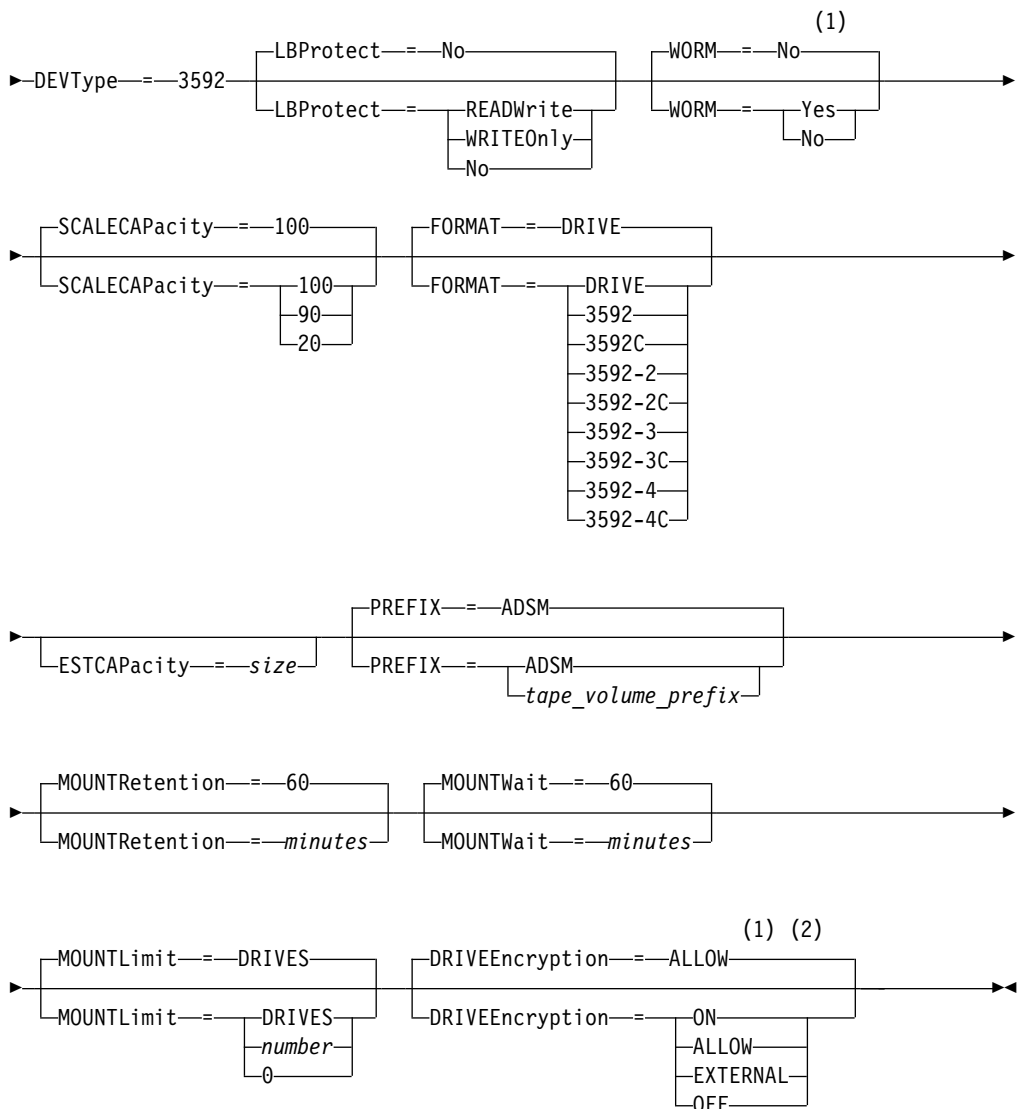 (1)
LBProtect = No WORM = No
DEVType = 3592
LBProtect = READWrite WORM = Yes
WRITEOnly No
No
SCALECAPacity = 100 FORMAT = DRIVE
SCALECAPacity = 100 FORMAT = DRIVE
90 3592
20 3592C
3592-2
3592-2C
3592-3
3592-3C
3592-4
3592-4C
PREFIX = ADSM
ESTCAPacity = size PREFIX = ADSM
tape_volume_prefix
MOUNTRetention = 60 MOUNTWait = 60
MOUNTRetention = minutes MOUNTWait = minutes
(1) (2)
MOUNTLimit = DRIVES DRIVEEncryption = ALLOW
MOUNTLimit = DRIVES DRIVEEncryption = ON
number ALLOW
0 EXTERNAL
OFF